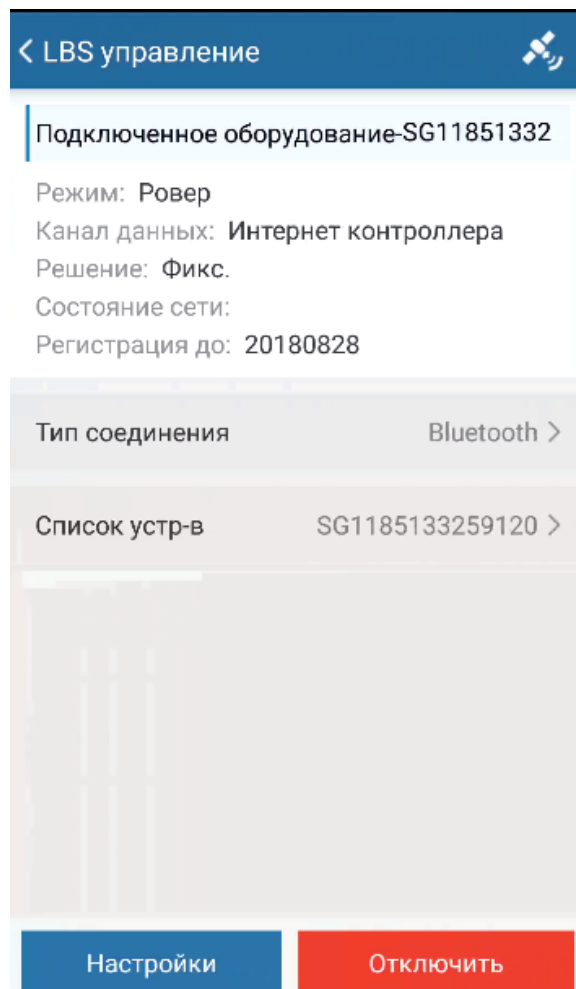 LBS управление
Подключенное оборудование-SG11851332
Режим: Ровер
Канал данных: Интернет контроллера
Решение: Фикс.
Состояние сети:
Регистрация до: 20180828
Тип соединения Bluetooth >
Список устр-в SG1185133259120 >
Настройки Отключить